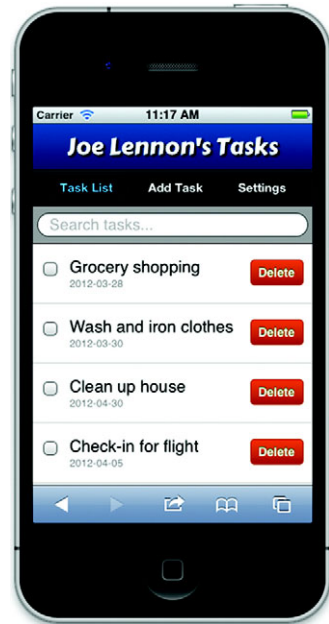 Carrier 11:17 AM
Joe Lennon's Tasks
Task List Add Task Settings
Search tasks...
Grocery shopping Delete
2012-03-28
Wash and iron clothes Delete
2012-03-30
Clean up house Delete
2012-04-30
Check-in for flight Delete
2012-04-05